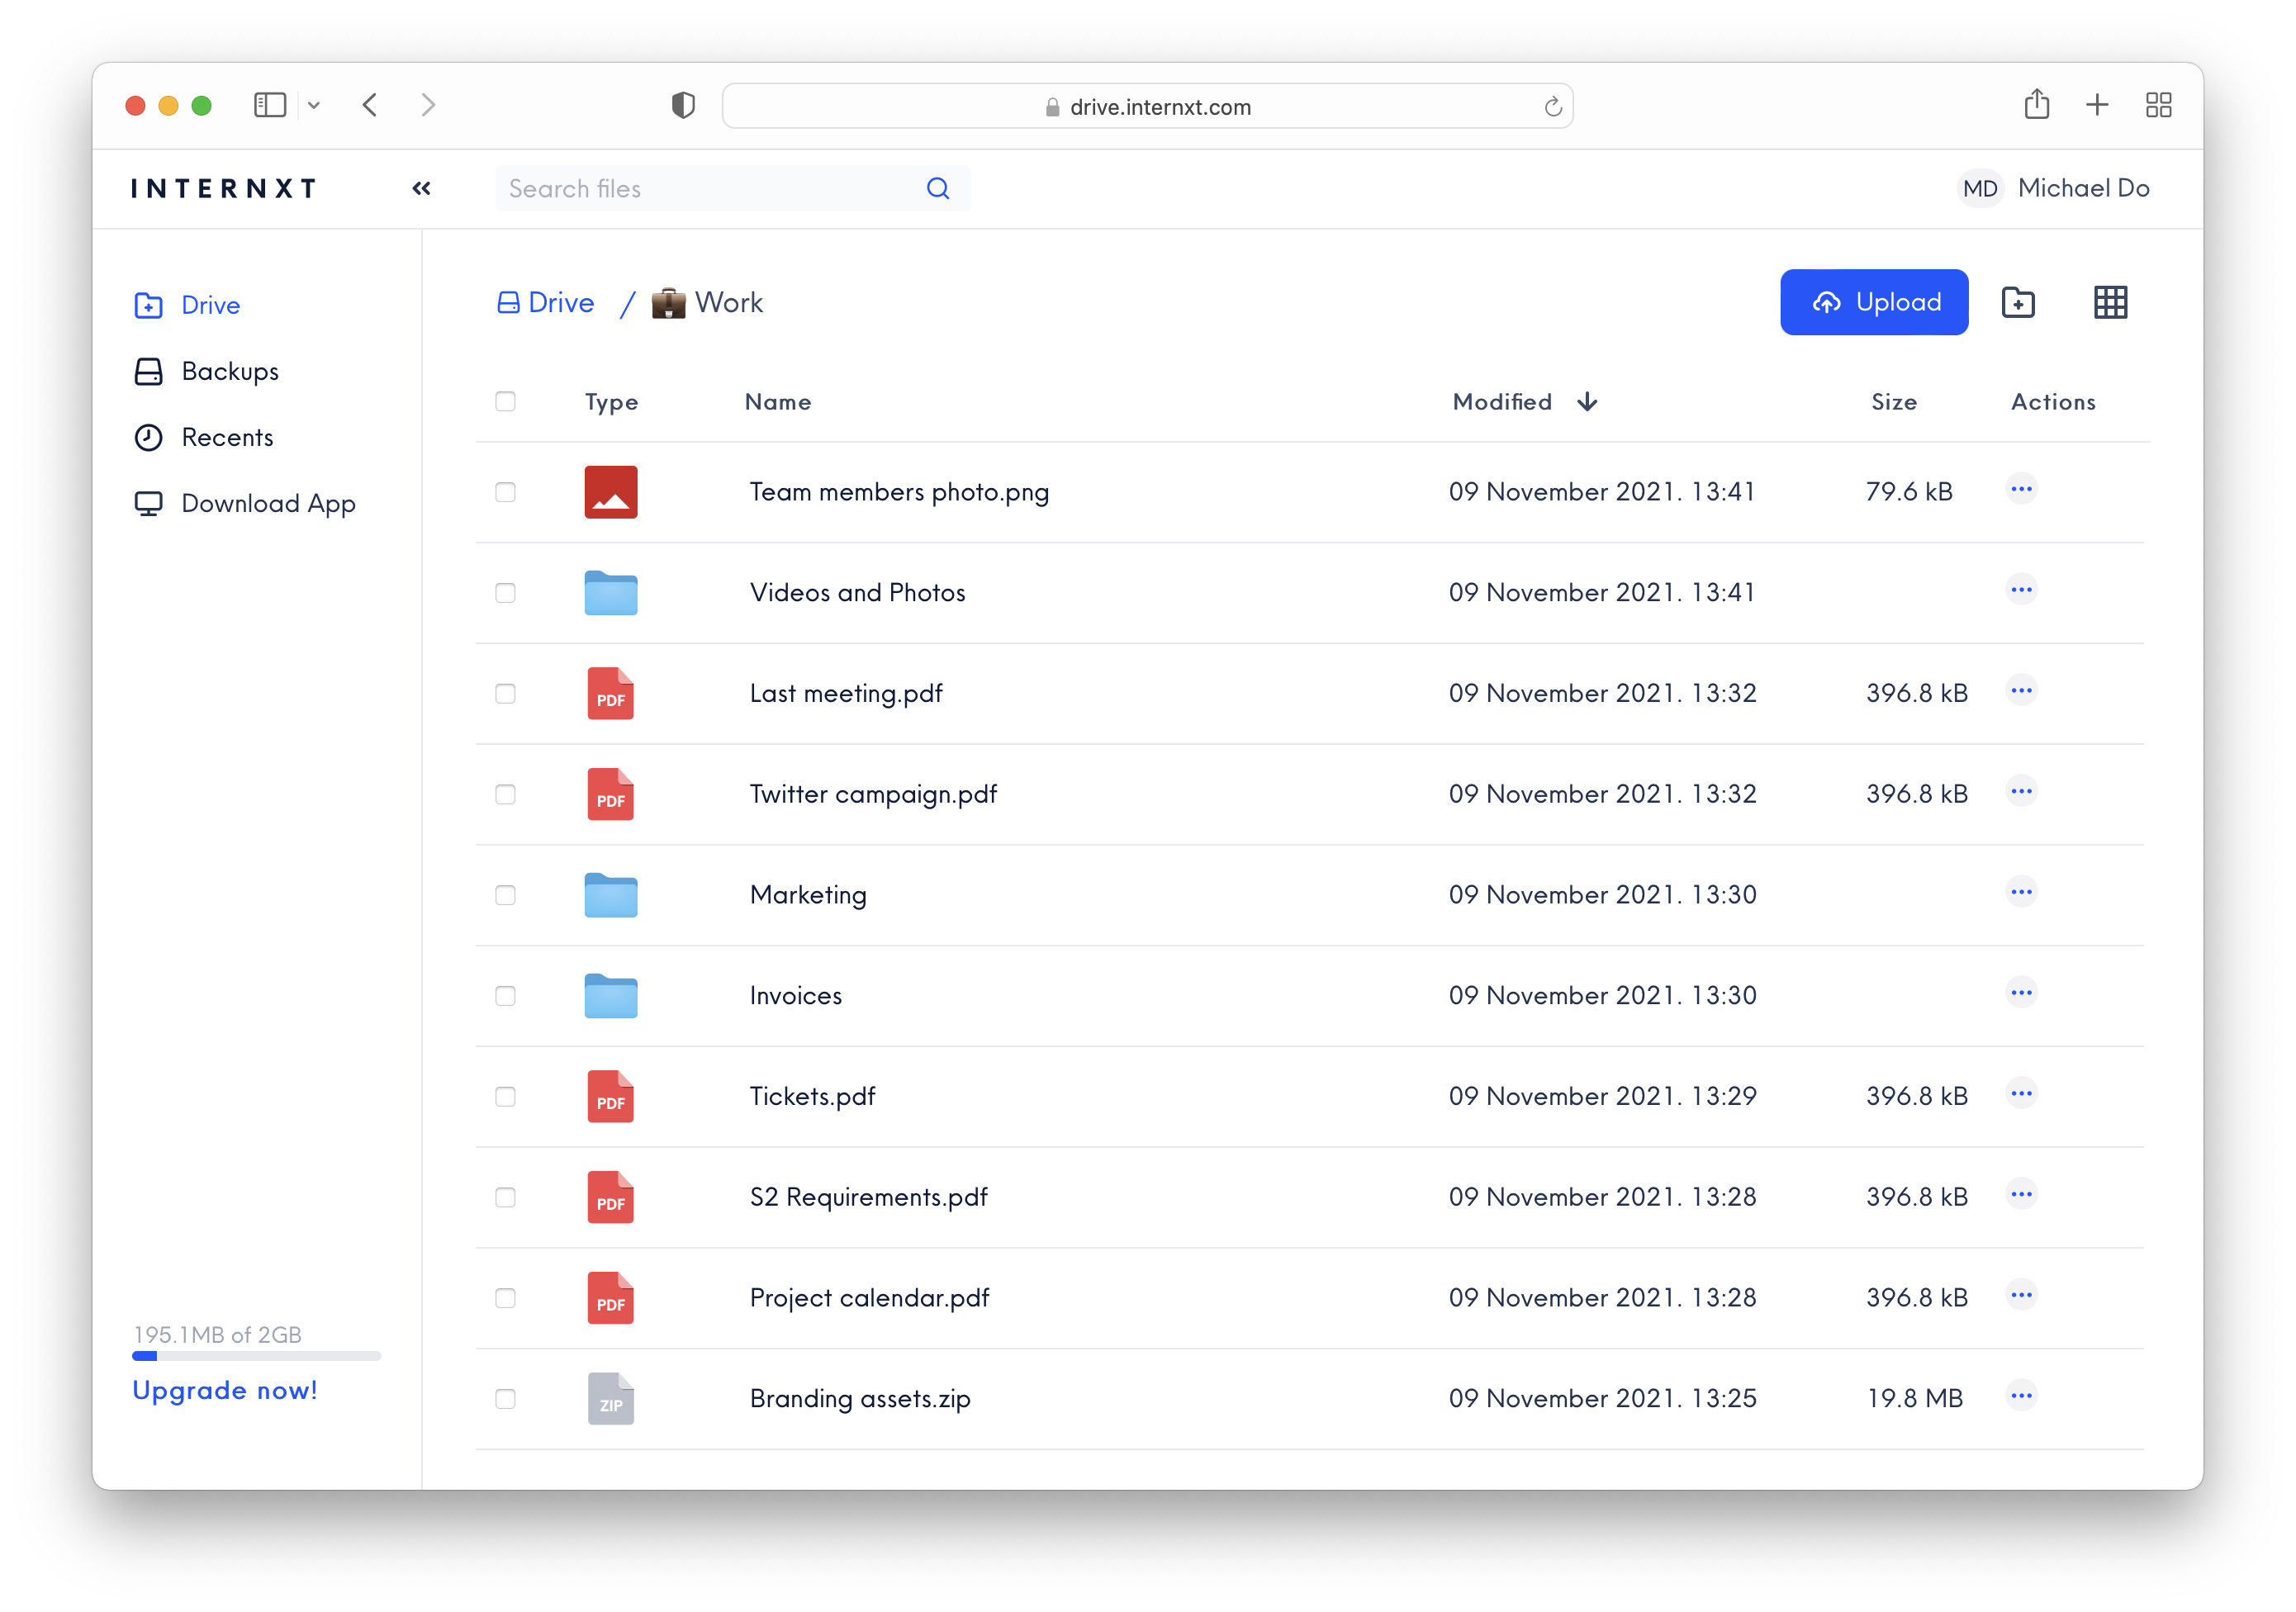 drive.internxt.com
INTERNXT
Search files
MD Michael Do
Drive
Backups
Recents
Download App
Drive / Work
Upload
Type Name Modified Size Actions
Team members photo.png 09 November 2021. 13:41 79.6 kB
Videos and Photos 09 November 2021. 13:41
PDF Last meeting.pdf 09 November 2021. 13:32 396.8 kB
PDF Twitter campaign.pdf 09 November 2021. 13:32 396.8 kB
Marketing 09 November 2021. 13:30
Invoices 09 November 2021. 13:30
PDF Tickets.pdf 09 November 2021. 13:29 396.8 kB
PDF S2 Requirements.pdf 09 November 2021. 13:28 396.8 kB
PDF Project calendar.pdf 09 November 2021. 13:28 396.8 kB
ZIP Branding assets.zip 09 November 2021. 13:25 19.8 MB
195.1MB of 2GB
Upgrade now!